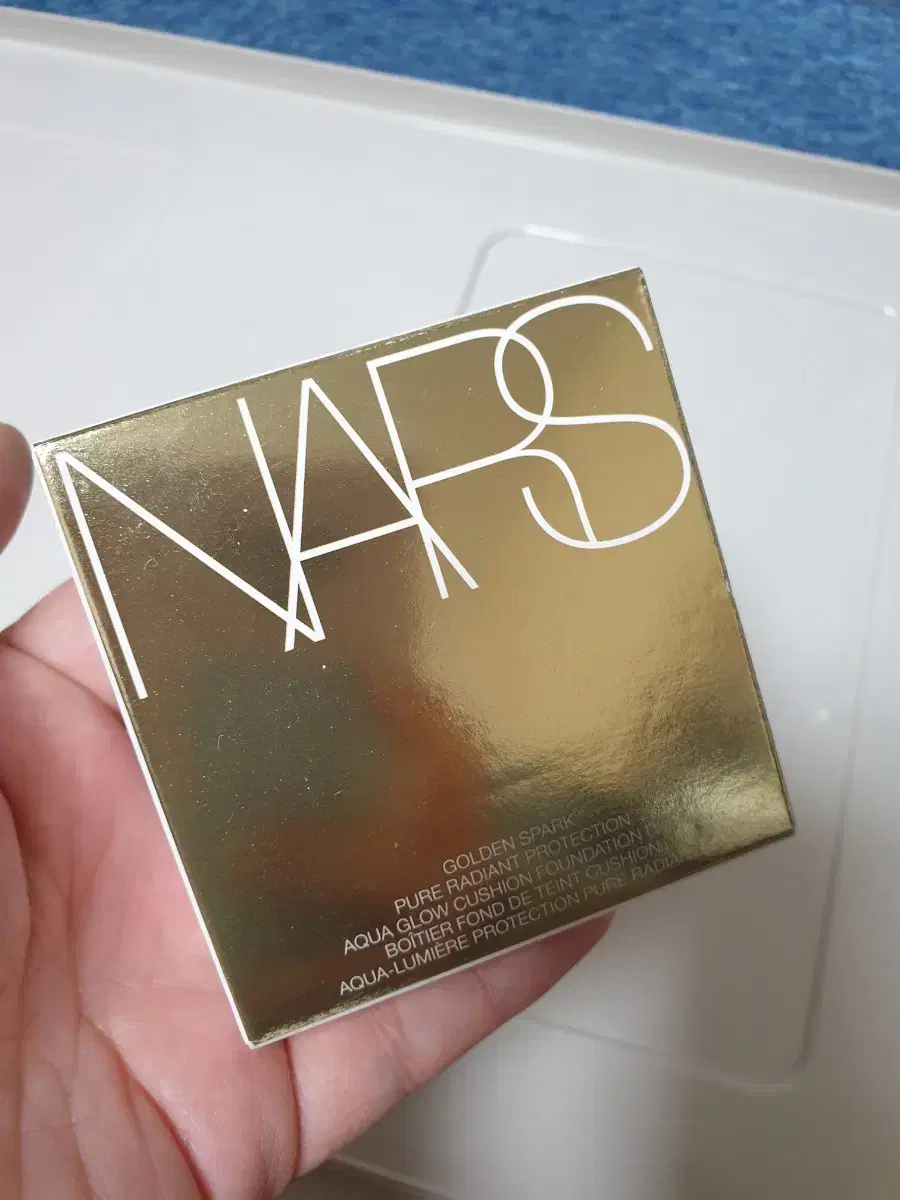 NARS
GOLDEN SPARK
PURE RADIANT PROTECTION
AQUA GLOW CUSHION FOUNDATION
BOÎTIER FOND DE TEINT CUSHION
AQUA-LUMIÈRE PROTECTION PURE